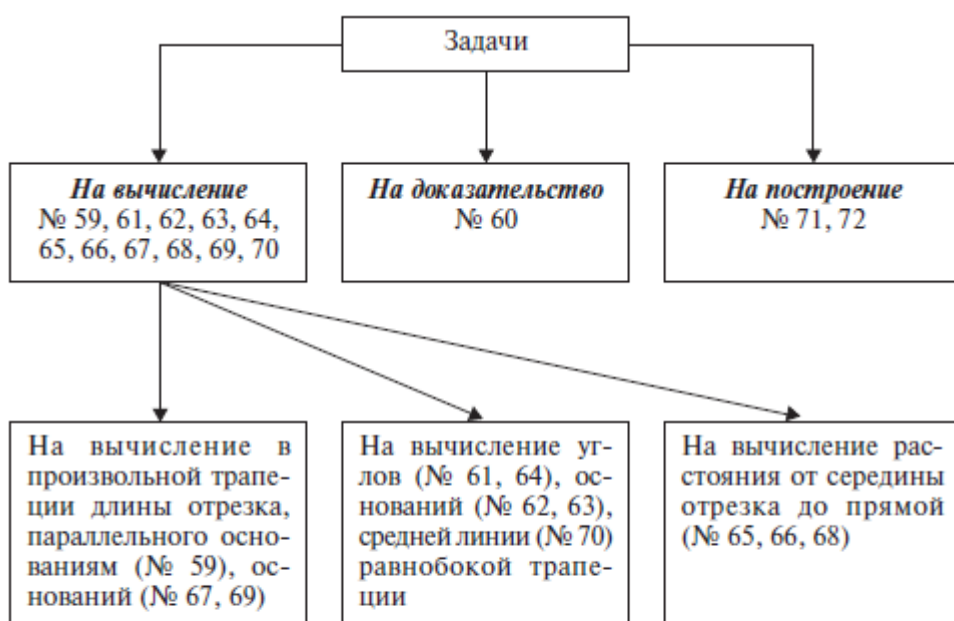 Задачи
На вычисление
№ 59, 61, 62, 63, 64,
65, 66, 67, 68, 69, 70
На доказательство
№ 60
На построение
№ 71, 72
На вычисление в
произвольной трапе-
ции длины отрезка,
параллельного осно-
ваниям (№ 59), ос-
нований (№ 67, 69)
На вычисление уг-
лов (№ 61, 64), ос-
нований (№ 62, 63),
средней линии (№ 70)
равнобокой трапе-
ции
На вычисление рас-
стояния от середины
отрезка до прямой
(№ 65, 66, 68)